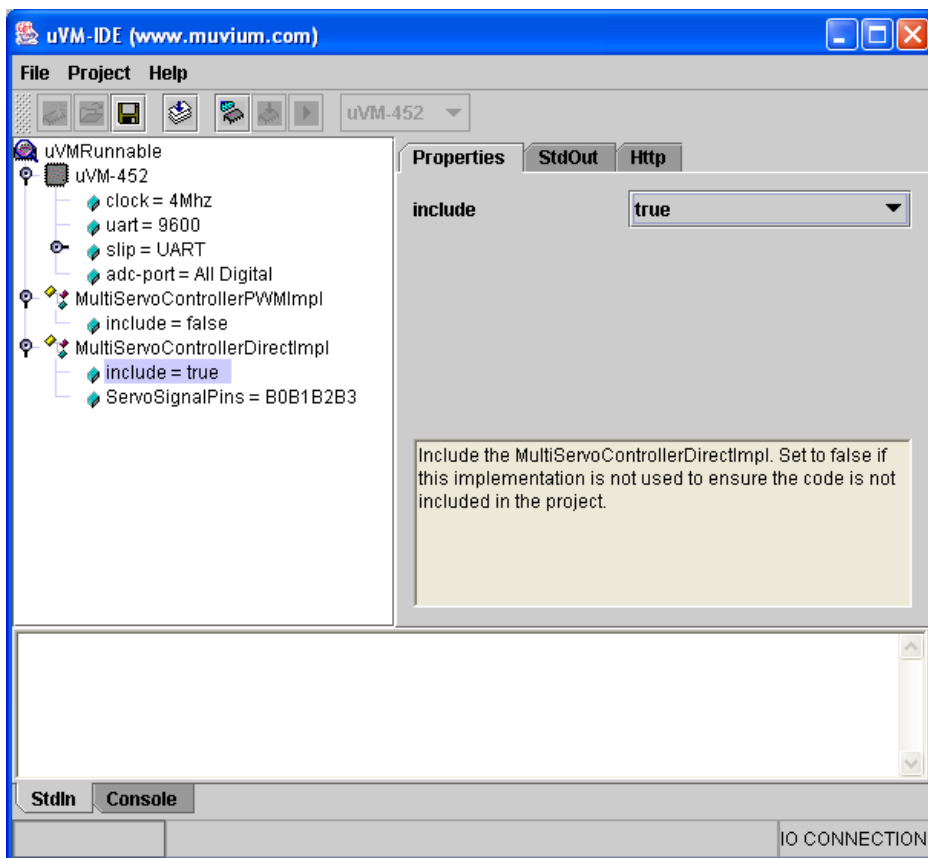 uVM-IDE (www.muvium.com)
File Project Help
uVM-452
uVMRunnable
uVM-452
clock = 4Mhz
uart = 9600
slip = UART
adc-port = All Digital
MultiServoControllerPWMImpl
include = false
MultiServoControllerDirectImpl
include = true
ServoSignalPins = B0B1B2B3
Properties StdOut Http
include true
Include the MultiServoControllerDirectImpl. Set to false if
this implementation is not used to ensure the code is not
included in the project.
StdIn Console
IO CONNECTION